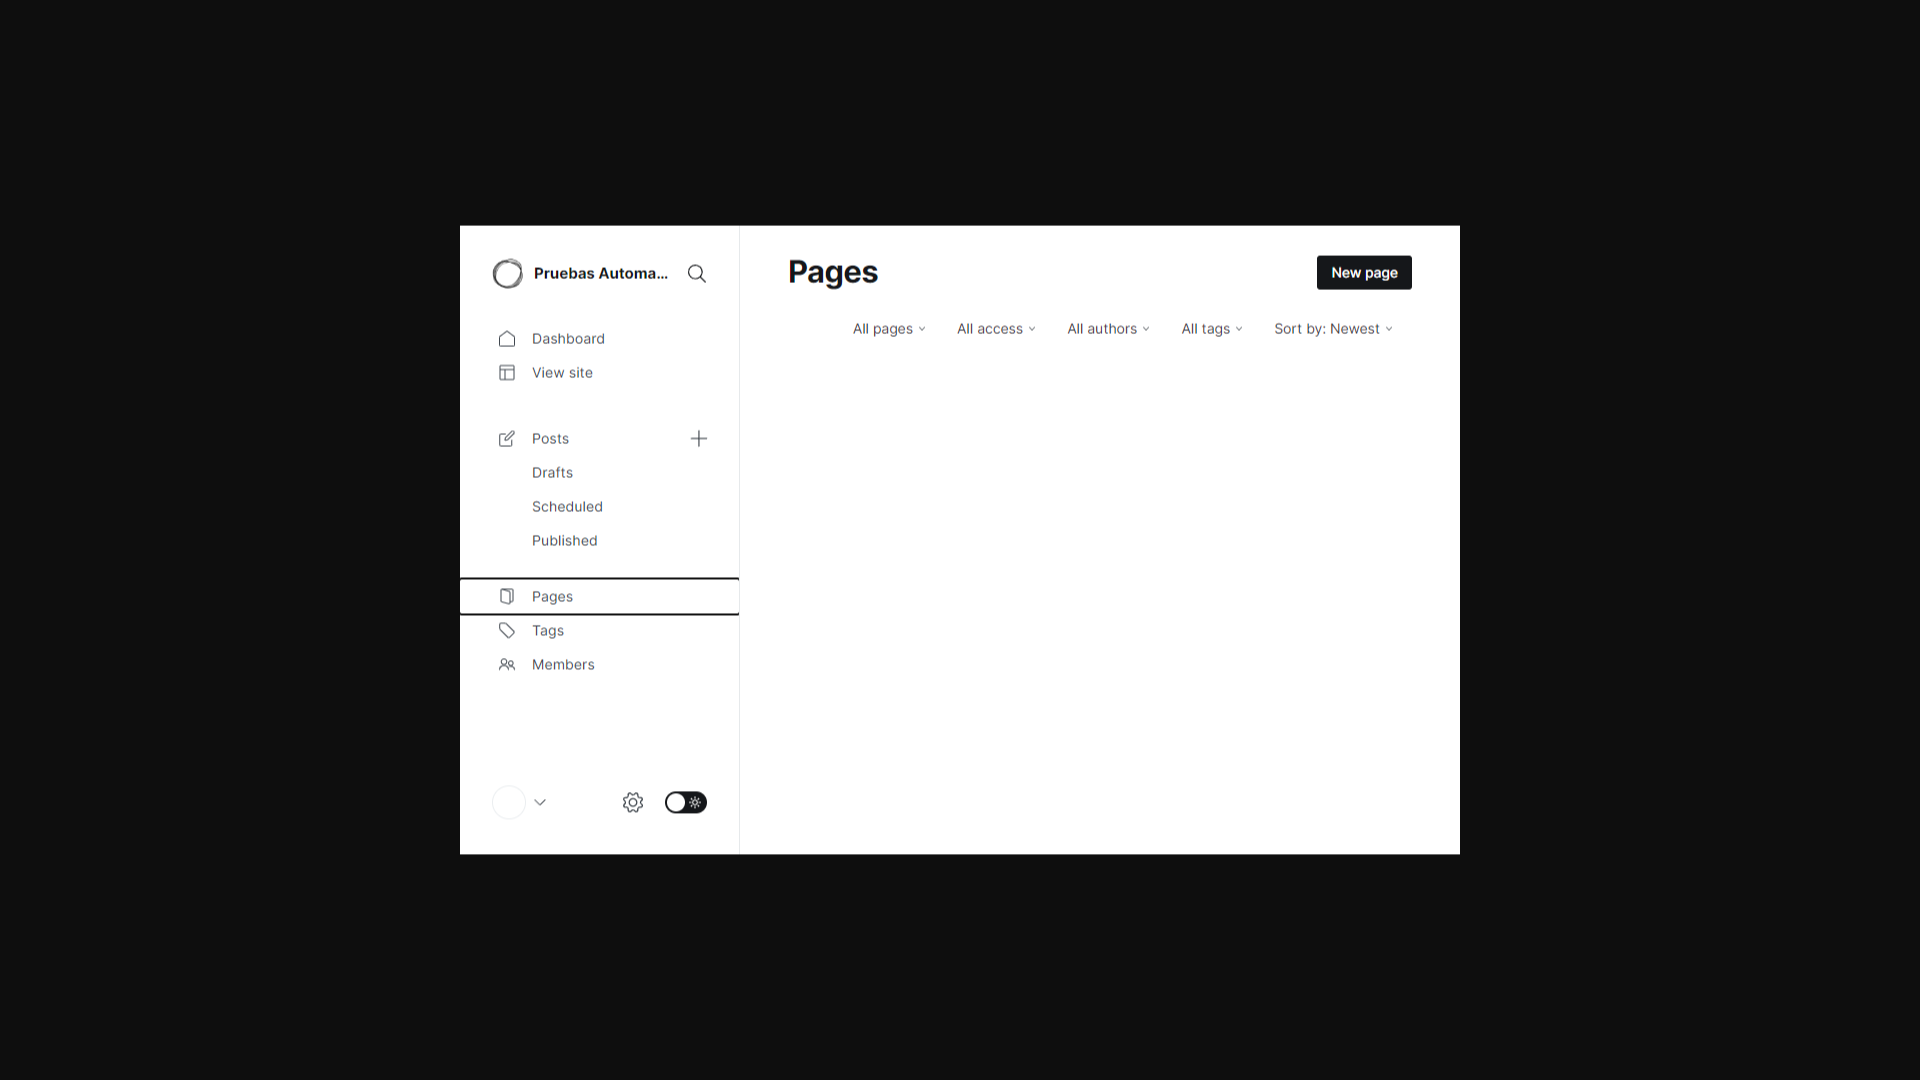 Pruebas Automa...
Dashboard
View site
Posts
Drafts
Scheduled
Published
Pages
Tags
Members
Pages
New page
All pages
All access
All authors
All tags
Sort by: Newest